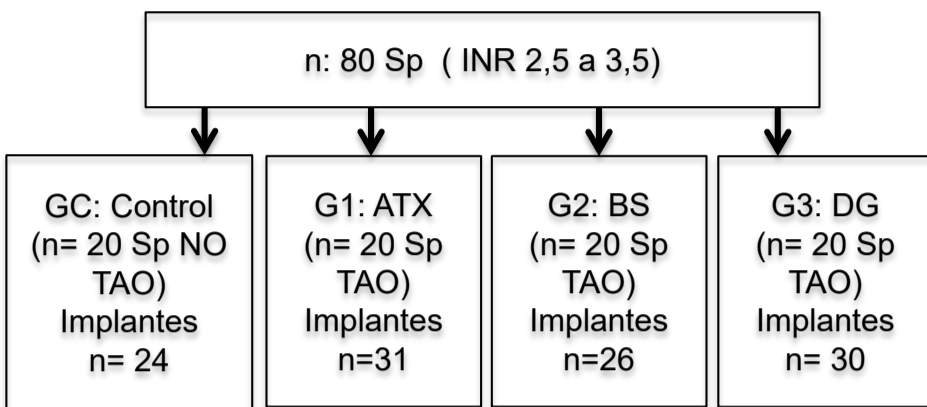 n: 80 Sp ( INR 2,5 a 3,5)
GC: Control
(n= 20 Sp NO
TAO)
Implantes
n= 24
G1: ATX
(n= 20 Sp
TAO)
Implantes
n=31
G2: BS
(n= 20 Sp
TAO)
Implantes
n=26
G3: DG
(n= 20 Sp
TAO)
Implantes
n= 30